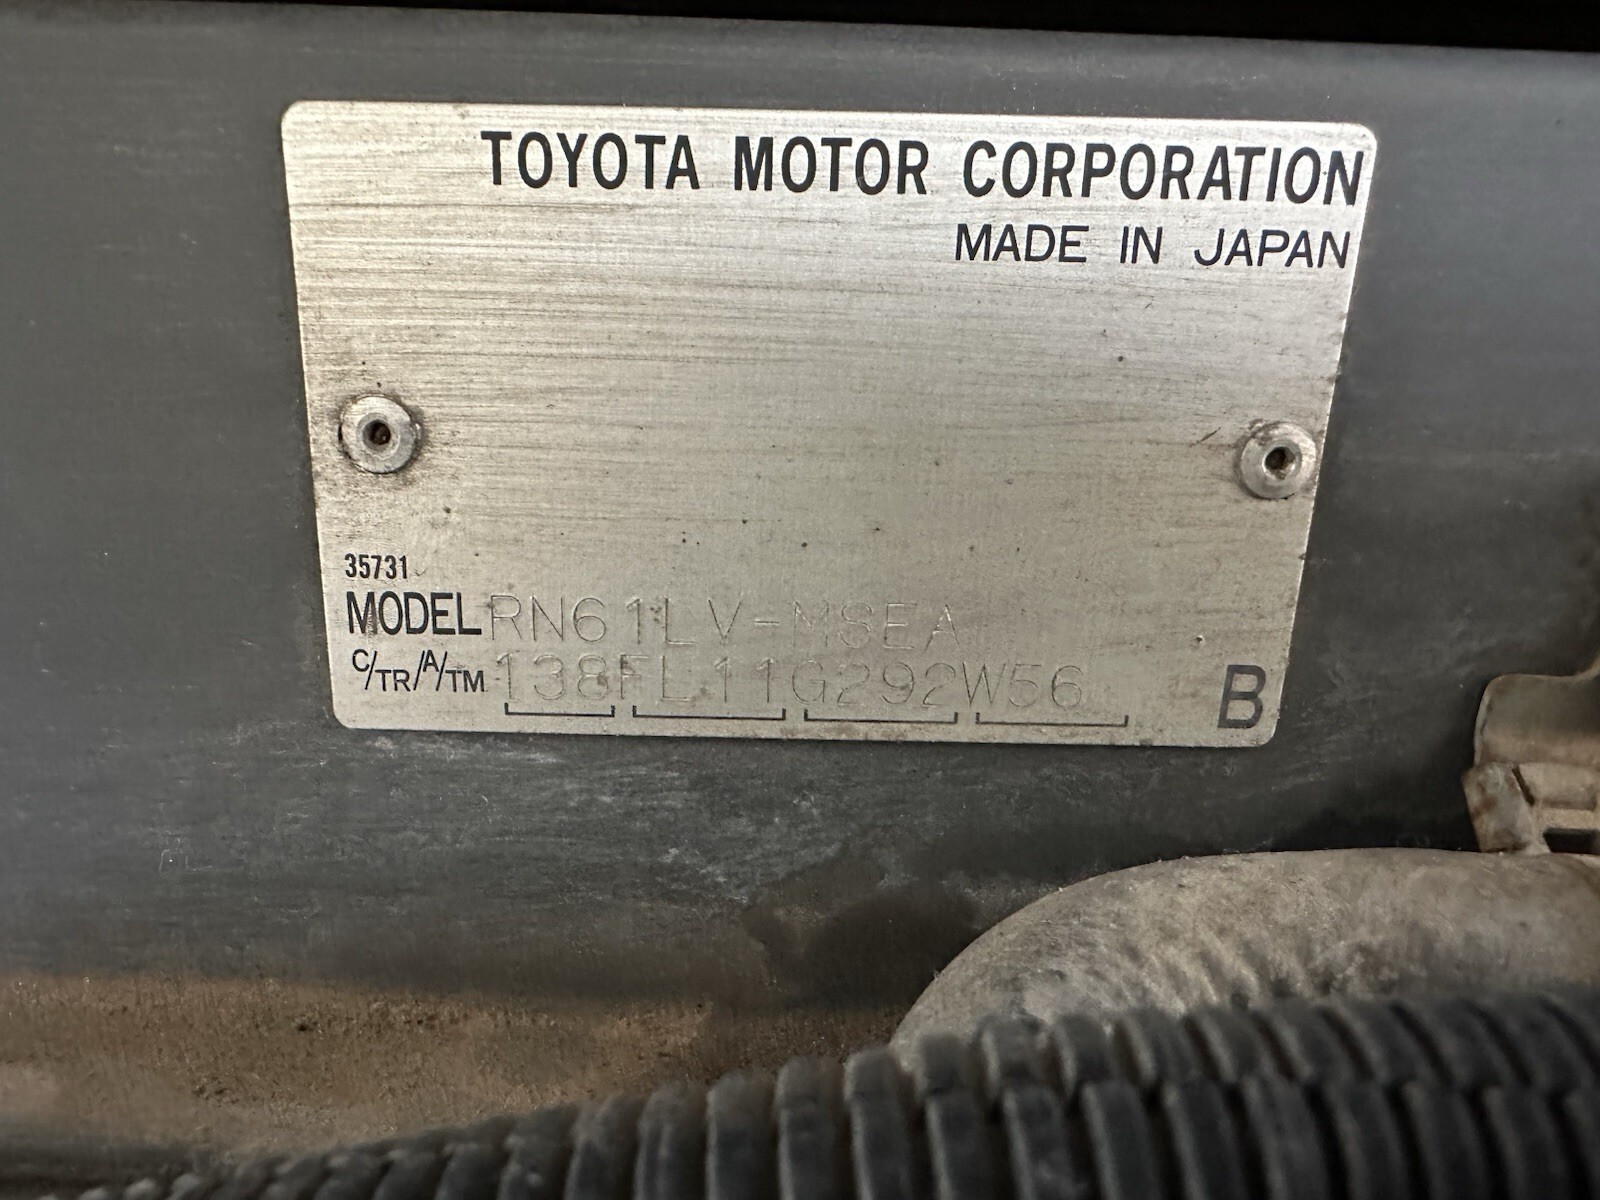 TOYOTA MOTOR CORPORATION
MADE IN JAPAN
35731
MODEL RN61LV-MSEA
C/TR/A/TM 138FL11G292W56
B